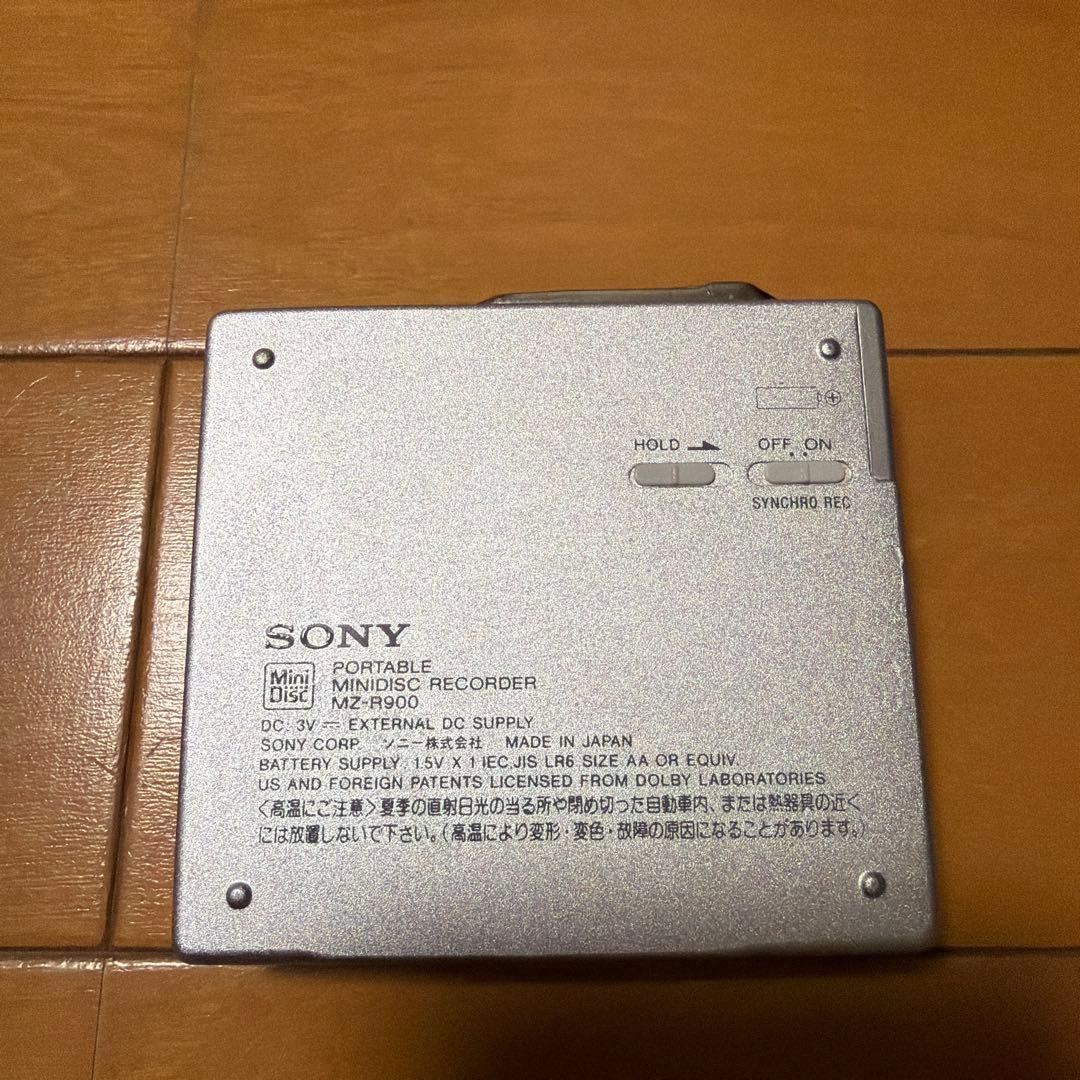 HOLD
OFF ON
SYNCHRO REC
SONY
Mini Disc
PORTABLE
MINIDISC RECORDER
MZ-R900
DC 3V ⎓ EXTERNAL DC SUPPLY
SONY CORP. ソニー株式会社 MADE IN JAPAN
BATTERY SUPPLY 1.5V X 1 IEC,JIS LR6 SIZE AA OR EQUIV.
US AND FOREIGN PATENTS LICENSED FROM DOLBY LABORATORIES
〈高温にご注意〉夏季の直射日光の当る所や閉め切った自動車内、または熱器具の近く
には放置しないで下さい。(高温により変形・変色・故障の原因になることがあります。)